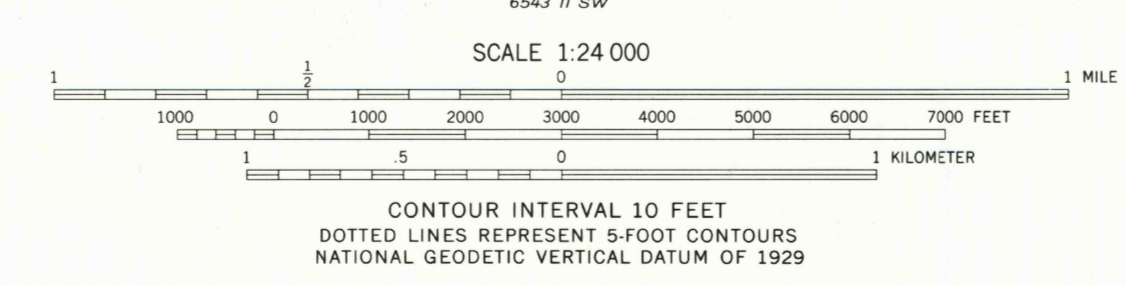 6543 II SW
SCALE 1:24 000
1 1/2 0 1 MILE
1000 0 1000 2000 3000 4000 5000 6000 7000 FEET
1 .5 0 1 KILOMETER
CONTOUR INTERVAL 10 FEET
DOTTED LINES REPRESENT 5-FOOT CONTOURS
NATIONAL GEODETIC VERTICAL DATUM OF 1929